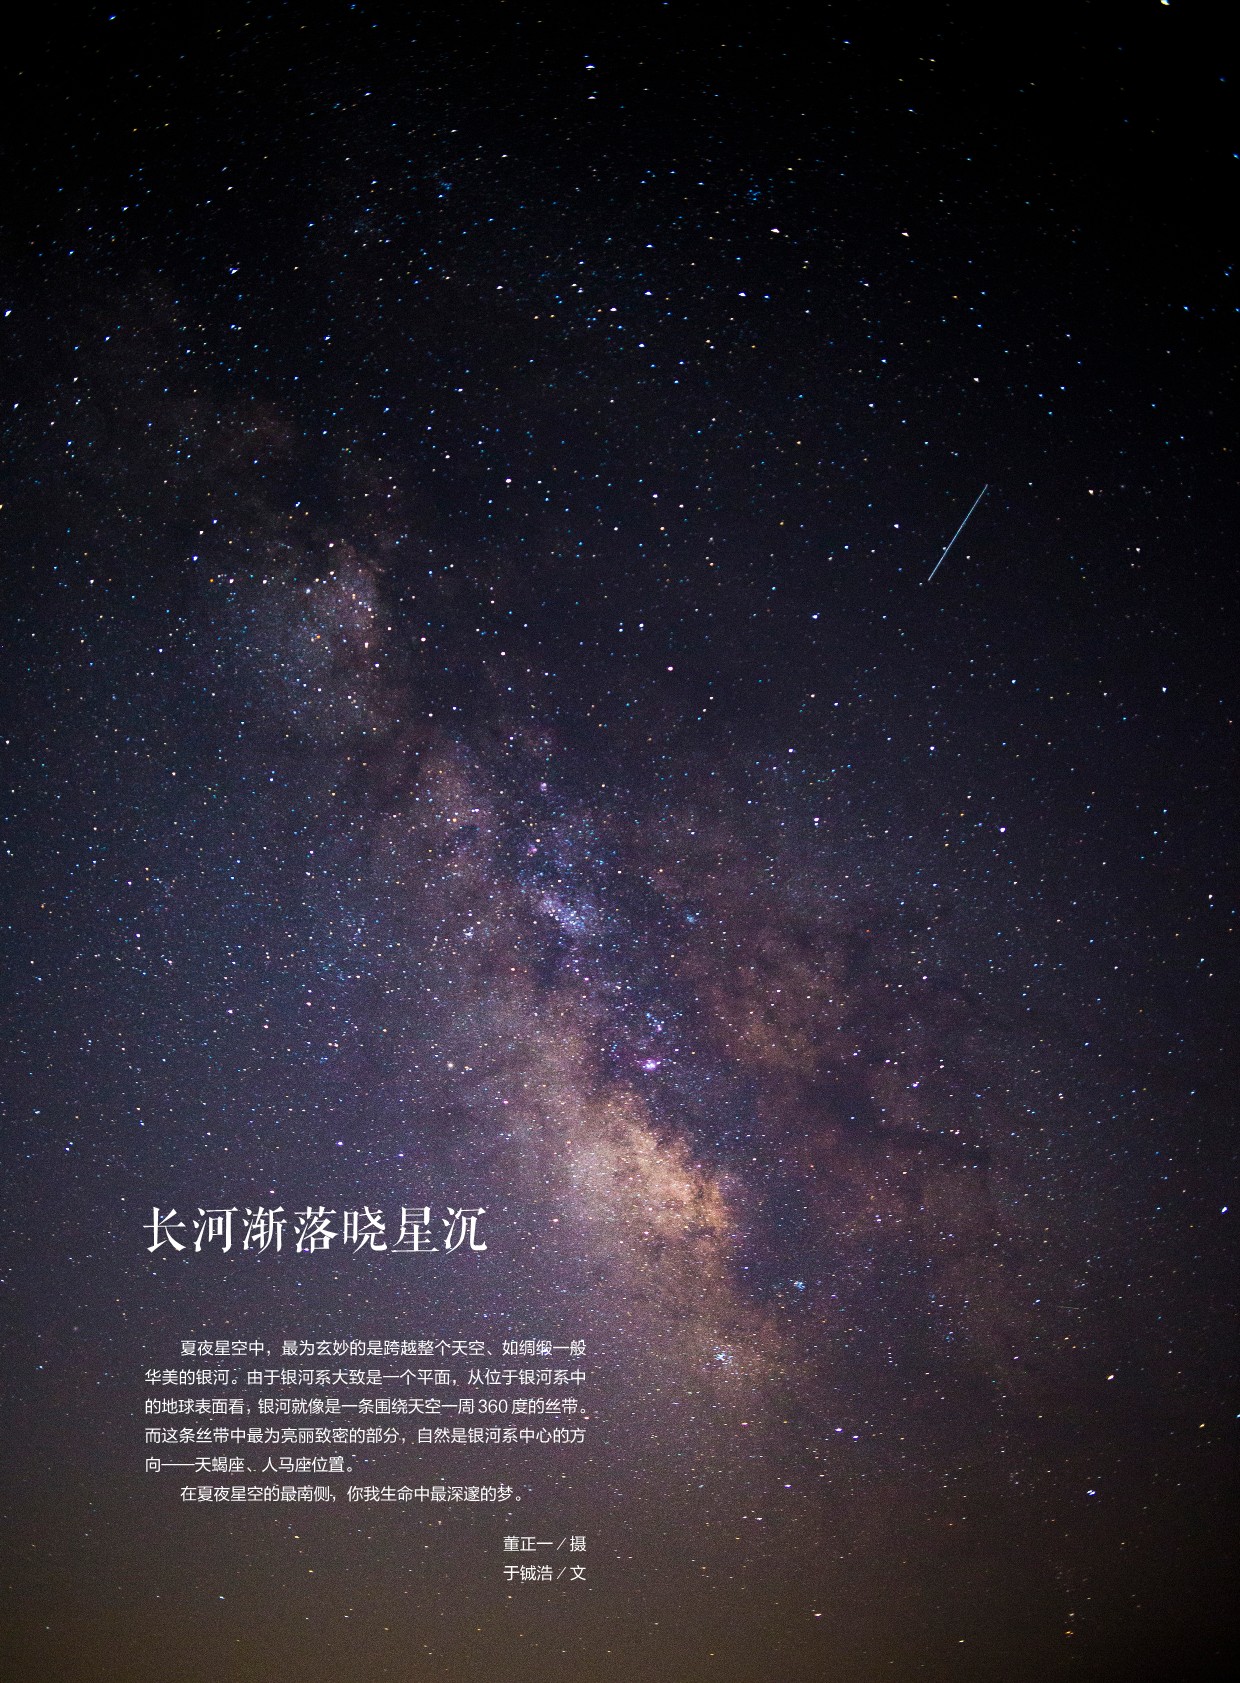 长河渐落晓星沉
夏夜星空中，最为玄妙的是跨越整个天空、如绸缎一般
华美的银河。由于银河系大致是一个平面，从位于银河系中
的地球表面看，银河就像是一条围绕天空一周 360 度的丝带。
而这条丝带中最为亮丽致密的部分，自然是银河系中心的方
向——天蝎座、人马座位置。
在夏夜星空的最南侧，你我生命中最深邃的梦。
董正一 / 摄
于铖浩 / 文